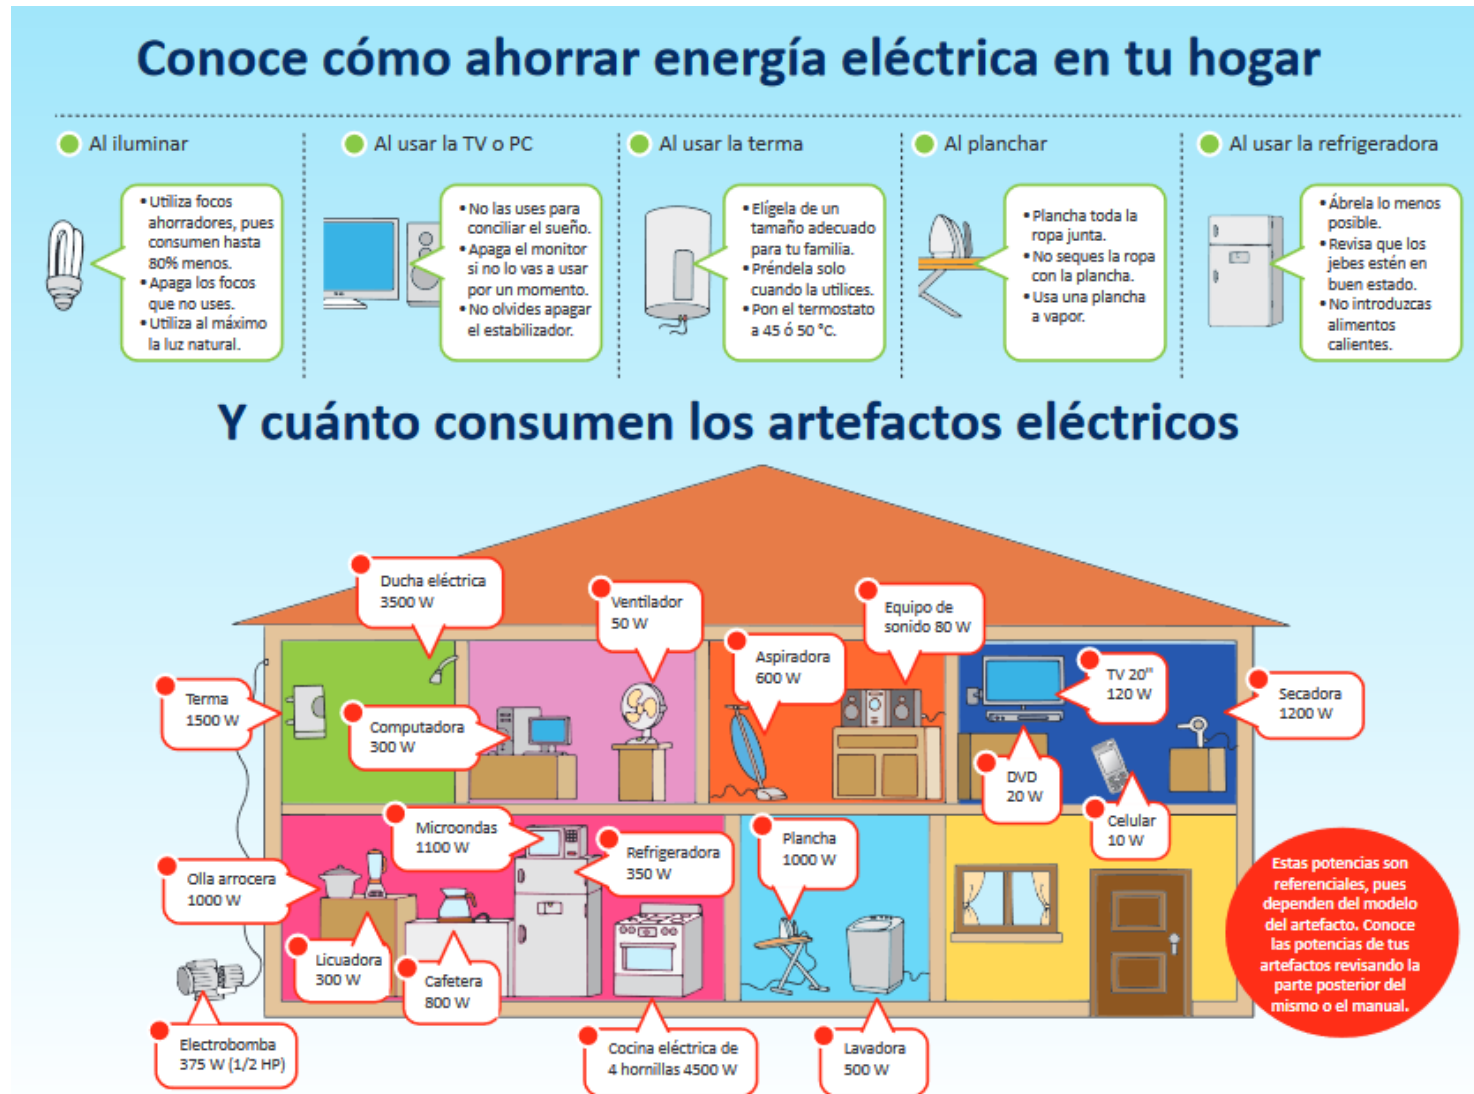 Conoce cómo ahorrar energía eléctrica en tu hogar
Al iluminar
• Utiliza focos
ahorradores, pues
consumen hasta
80% menos.
• Apaga los focos
que no uses.
• Utiliza al máximo
la luz natural.
Al usar la TV o PC
• No las uses para
conciliar el sueño.
• Apaga el monitor
si no lo vas a usar
por un momento.
• No olvides apagar
el estabilizador.
Al usar la terma
• Elígela de un
tamaño adecuado
para tu familia.
• Préndela solo
cuando la utilices.
• Pon el termostato
a 45 ó 50 °C.
Al planchar
• Plancha toda la
ropa junta.
• No seques la ropa
con la plancha.
• Usa una plancha
a vapor.
Al usar la refrigeradora
• Ábrela lo menos
posible.
• Revisa que los
jebes estén en
buen estado.
• No introduzcas
alimentos
calientes.
Y cuánto consumen los artefactos eléctricos
Ducha eléctrica
3500 W
Ventilador
50 W
Equipo de
sonido 80 W
Aspiradora
600 W
TV 20"
120 W
Secadora
1200 W
Terma
1500 W
Computadora
300 W
DVD
20 W
Celular
10 W
Microondas
1100 W
Refrigeradora
350 W
Plancha
1000 W
Olla arrocera
1000 W
Licuadora
300 W
Cafetera
800 W
Electrobomba
375 W (1/2 HP)
Cocina eléctrica de
4 hornillas 4500 W
Lavadora
500 W
Estas potencias son
referenciales, pues
dependen del modelo
del artefacto. Conoce
las potencias de tus
artefactos revisando la
parte posterior del
mismo o el manual.